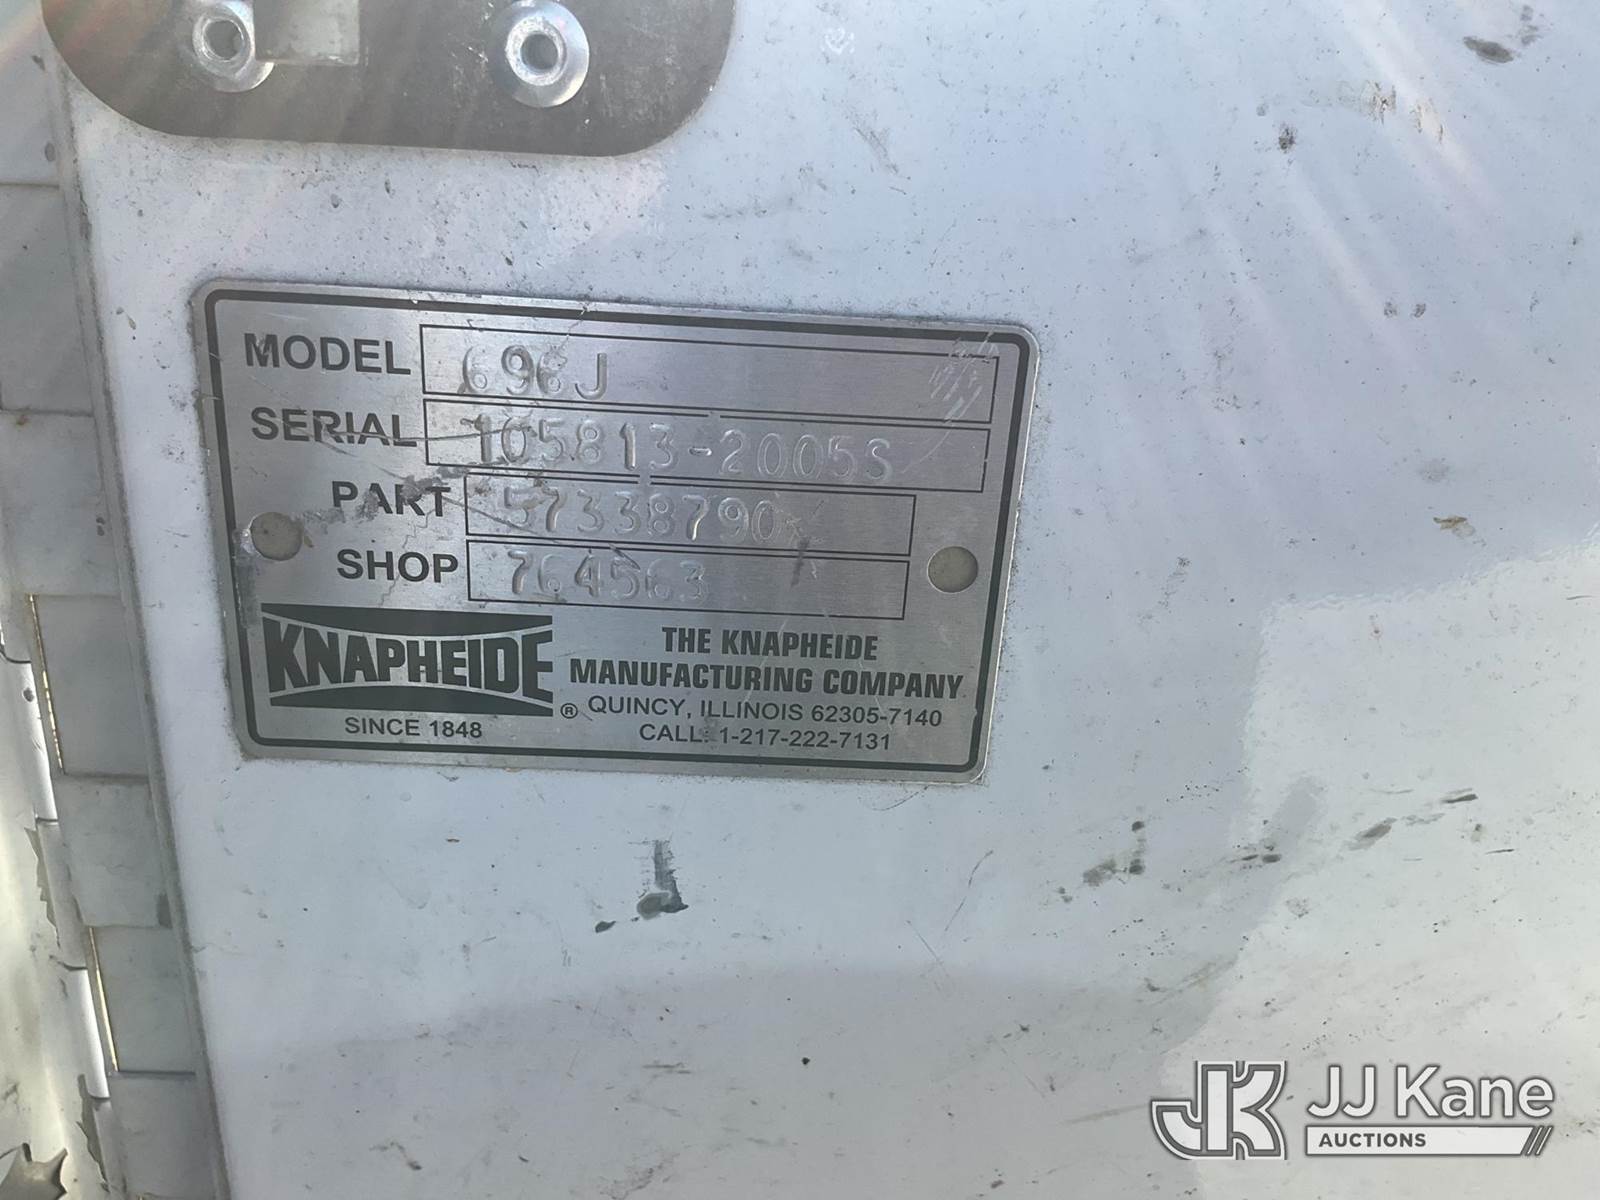 MODEL 696J
SERIAL 105813-2005S
PART 57338790
SHOP 764563
KNAPHEIDE ®
SINCE 1848
THE KNAPHEIDE
MANUFACTURING COMPANY
QUINCY, ILLINOIS 62305-7140
CALL: 1-217-222-7131
JK JJ Kane
AUCTIONS